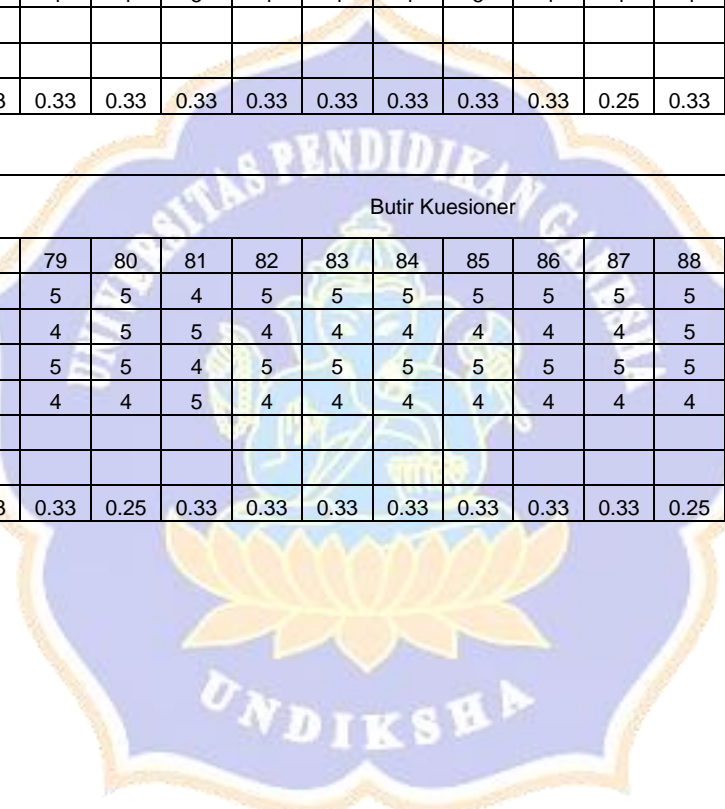 0.33 0.33 0.33 0.33 0.33 0.33 0.33 0.33 0.25 0.33
UNIVERSITAS PENDIDIKAN GANESHA
Butir Kuesioner
79 80 81 82 83 84 85 86 87 88
5 5 4 5 5 5 5 5 5 5
4 5 5 4 4 4 4 4 4 5
5 5 4 5 5 5 5 5 5 5
4 4 5 4 4 4 4 4 4 4
0.33 0.25 0.33 0.33 0.33 0.33 0.33 0.33 0.33 0.25
UNDIKSHA